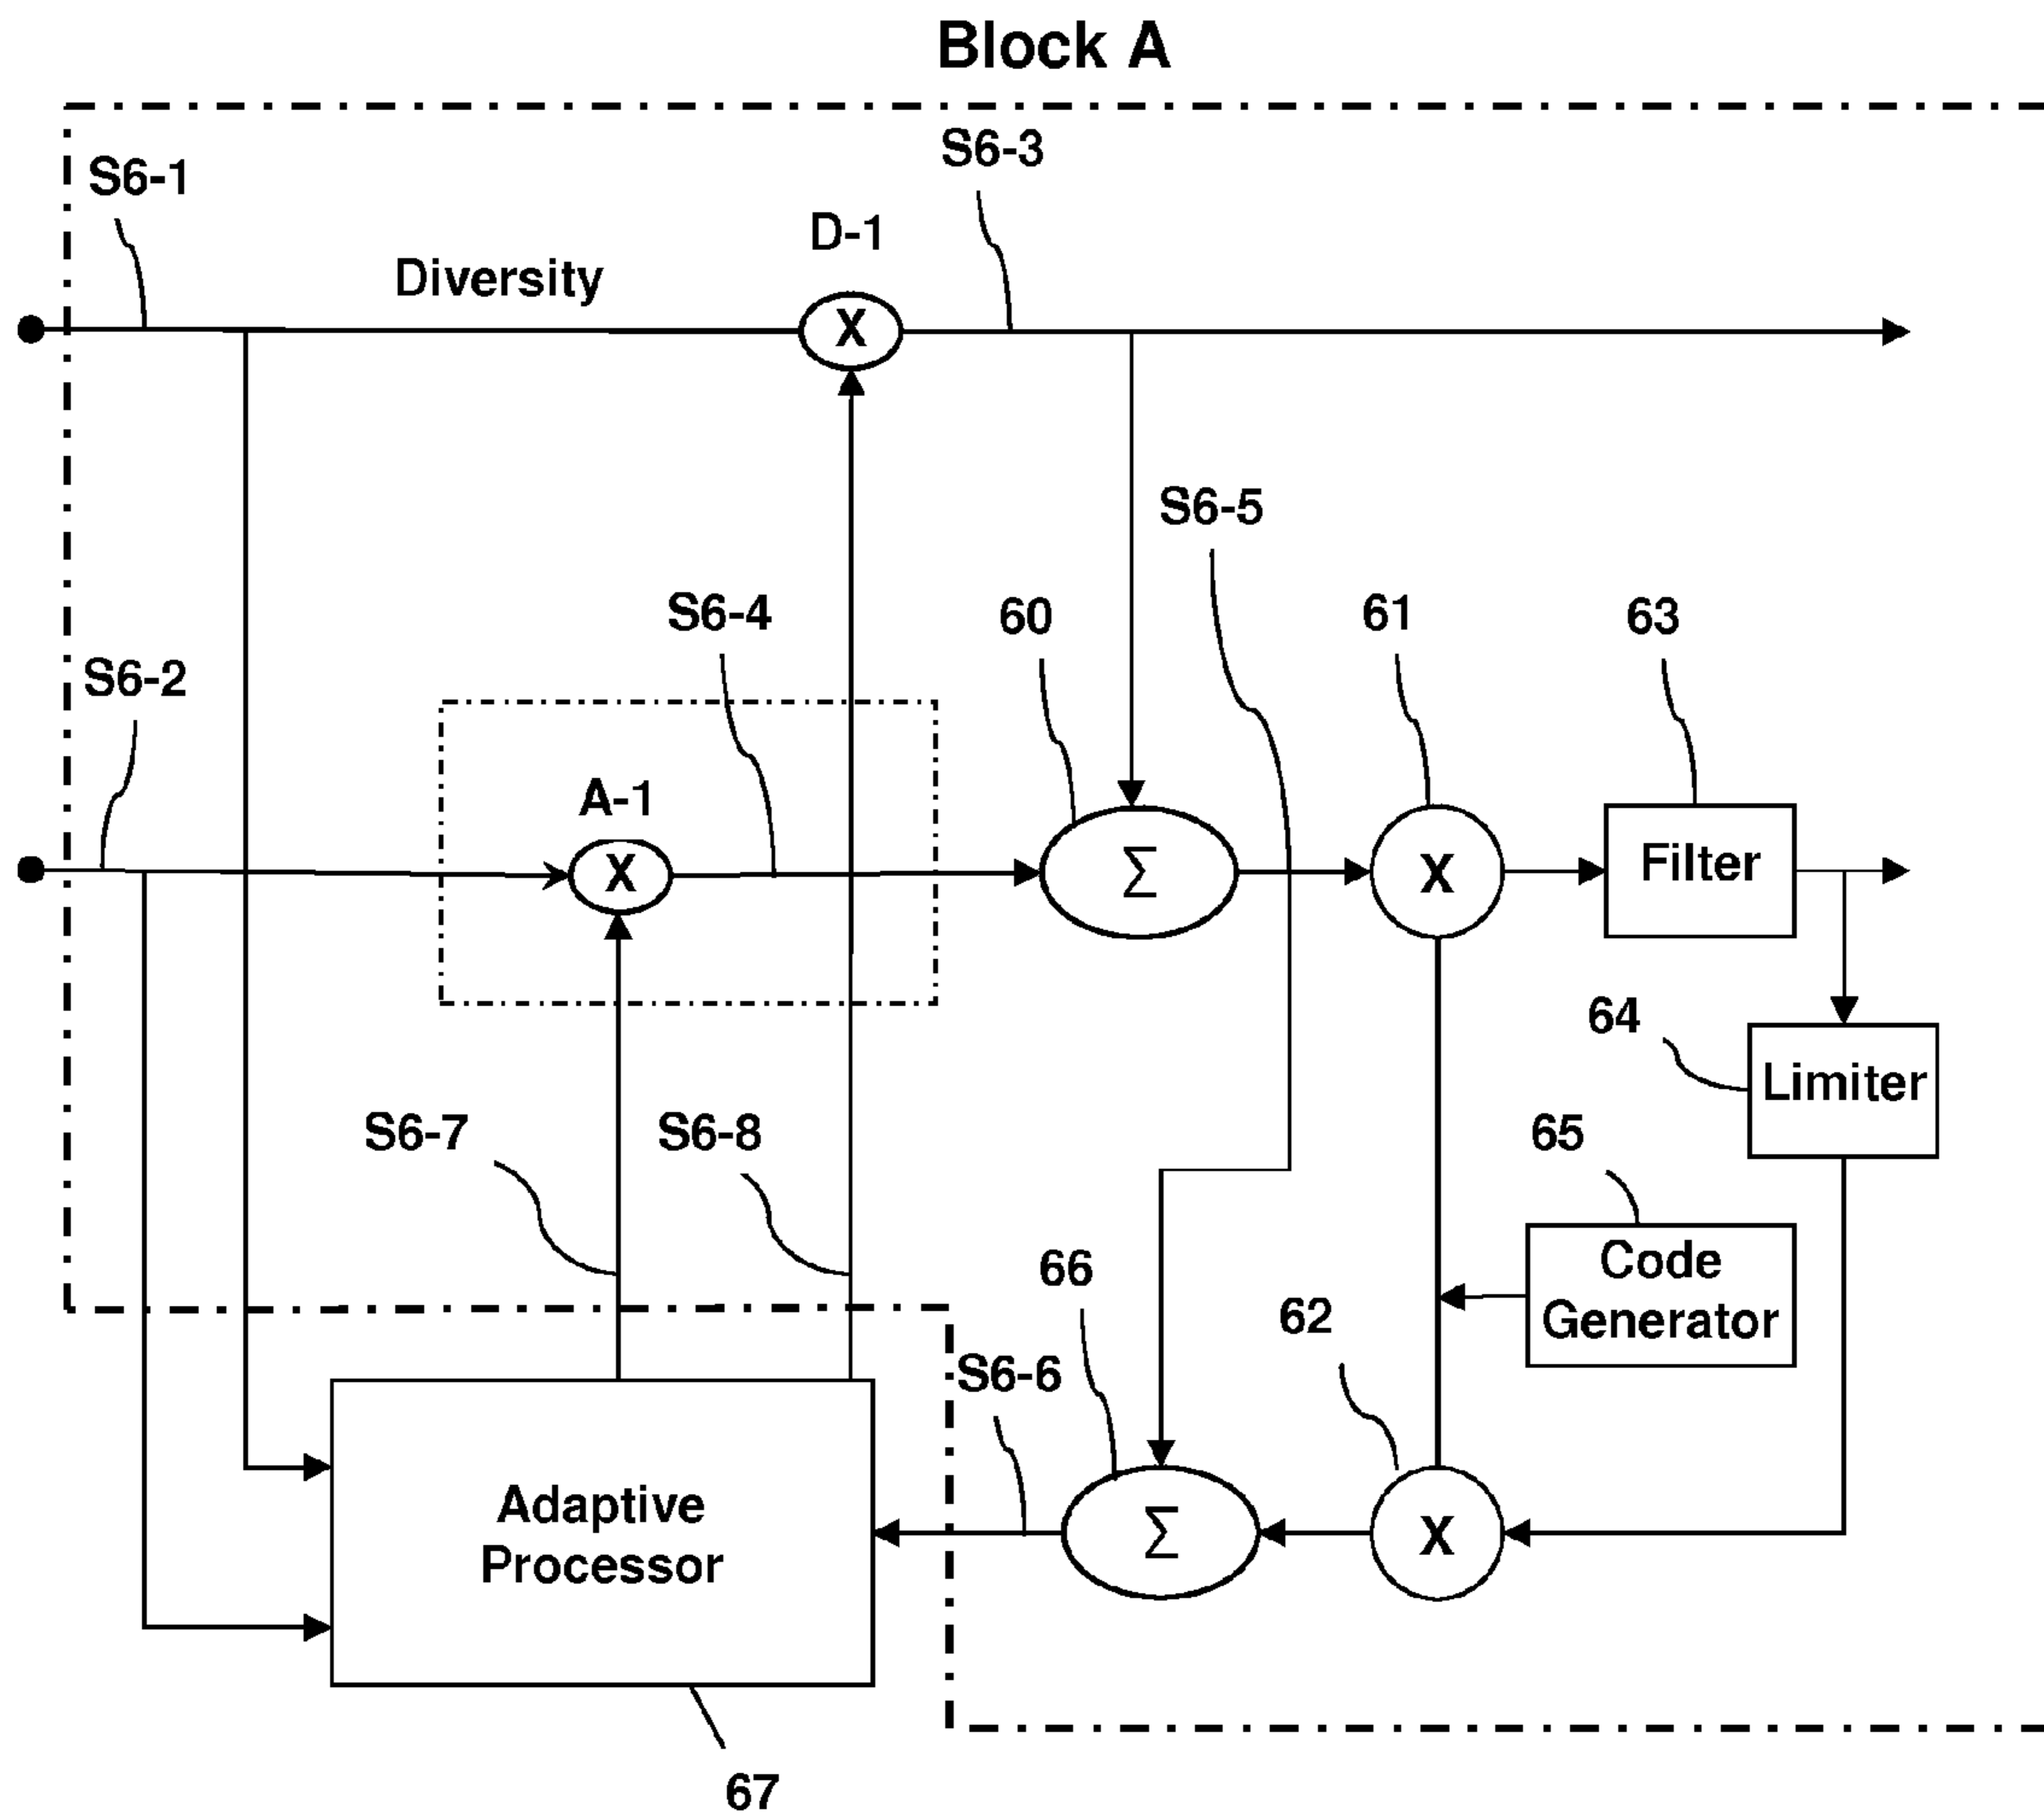 Block A
S6-3
S6-1
D-1
Diversity
X
S6-5
S6-4
60
61
63
S6-2
A-1
X
Σ
X
Filter
64
Limiter
S6-7
S6-8
65
Code
Generator
66
62
S6-6
Adaptive
Processor
Σ
X
67